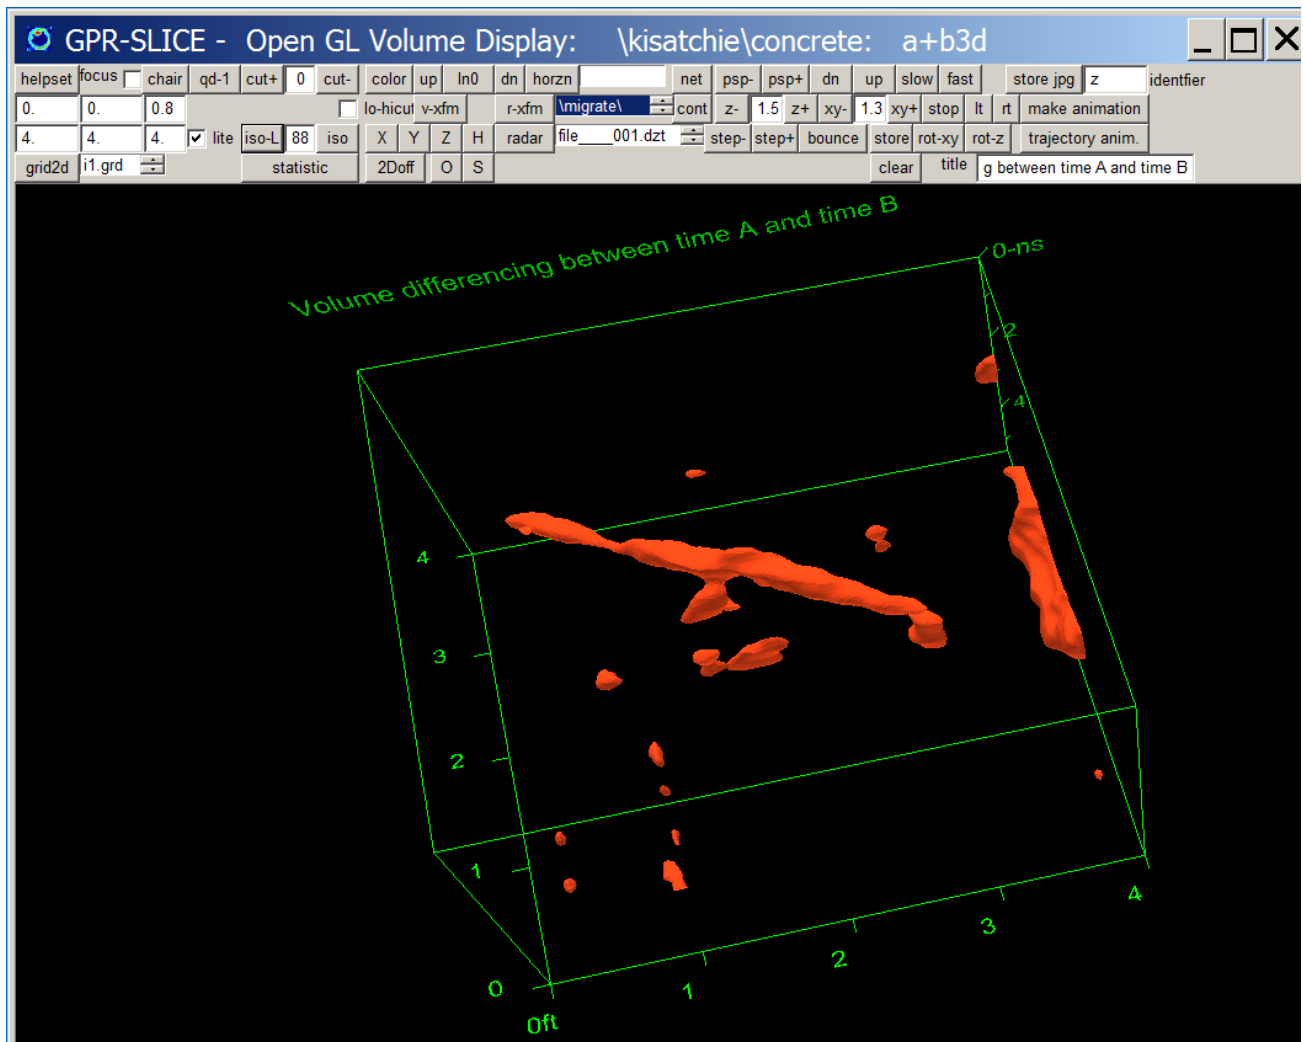 GPR-SLICE - Open GL Volume Display: \kisatchie\concrete: a+b3d
helpset focus chair qd-1 cut+ 0 cut- color up ln0 dn horzn net psp- psp+ dn up slow fast store jpg z identfier
0. 0. 0.8 lo-hicut v-xfm r-xfm \migrate\ cont z- 1.5 z+ xy- 1.3 xy+ stop lt rt make animation
4. 4. 4. lite iso-L 88 iso X Y Z H radar file____001.dzt step- step+ bounce store rot-xy rot-z trajectory anim.
grid2d i1.grd statistic 2Doff O S clear title g between time A and time B
Volume differencing between time A and time B
0-ns
2
4
4
3
2
1
0
0ft
1
2
3
4